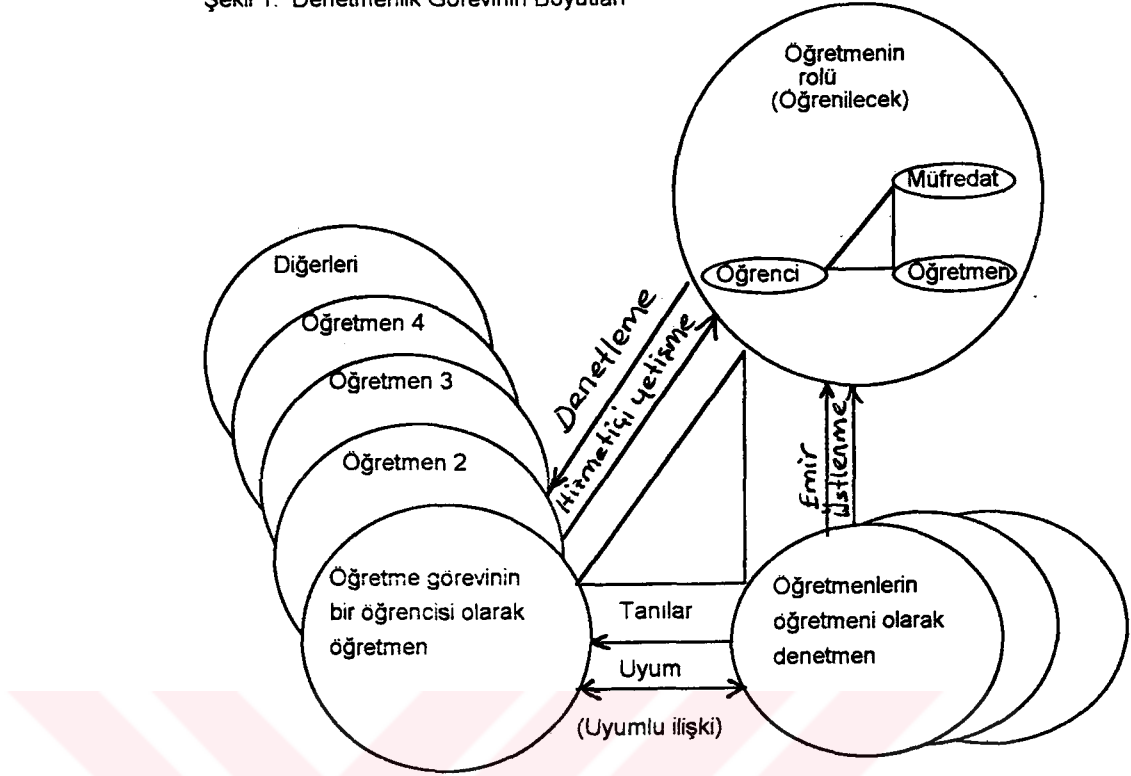 Şekil 1. Denetmenlik Görevinin Boyutları
Öğretmenin
rolü
(Öğrenilecek)
Müfredat
Öğrenci
Öğretmen
Diğerleri
Öğretmen 4
Öğretmen 3
Öğretmen 2
Öğretme görevinin
bir öğrencisi olarak
öğretmen
Denetleme
Hizmetiçi yetişme
Emir
Üstlenme
Tanılar
Uyum
(Uyumlu ilişki)
Öğretmenlerin
öğretmeni olarak
denetmen